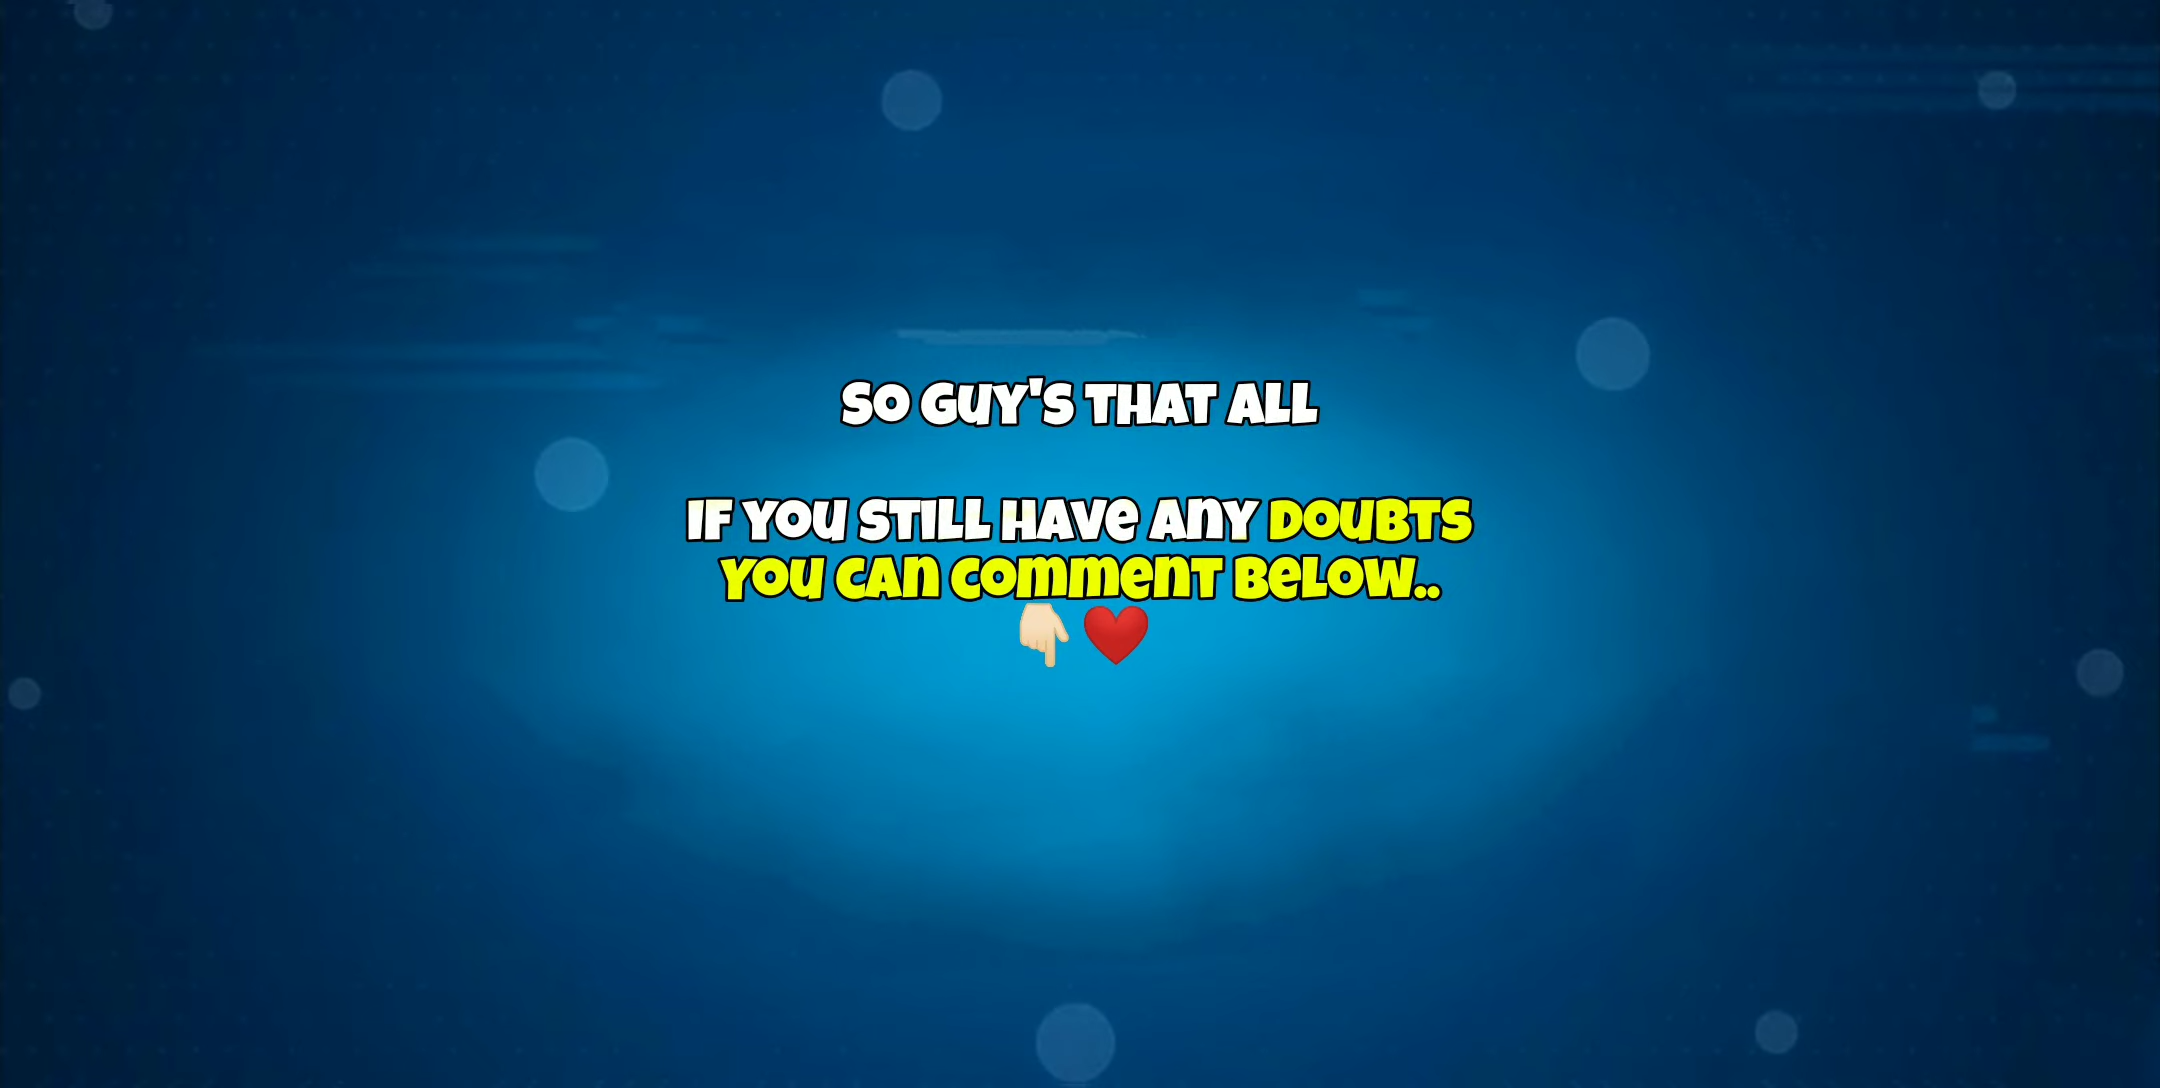 SO GUY'S THAT ALL
IF YOU STILL HAVE ANY DOUBTS
YOU CAN COMMENT BELOW..
👇🏻❤️